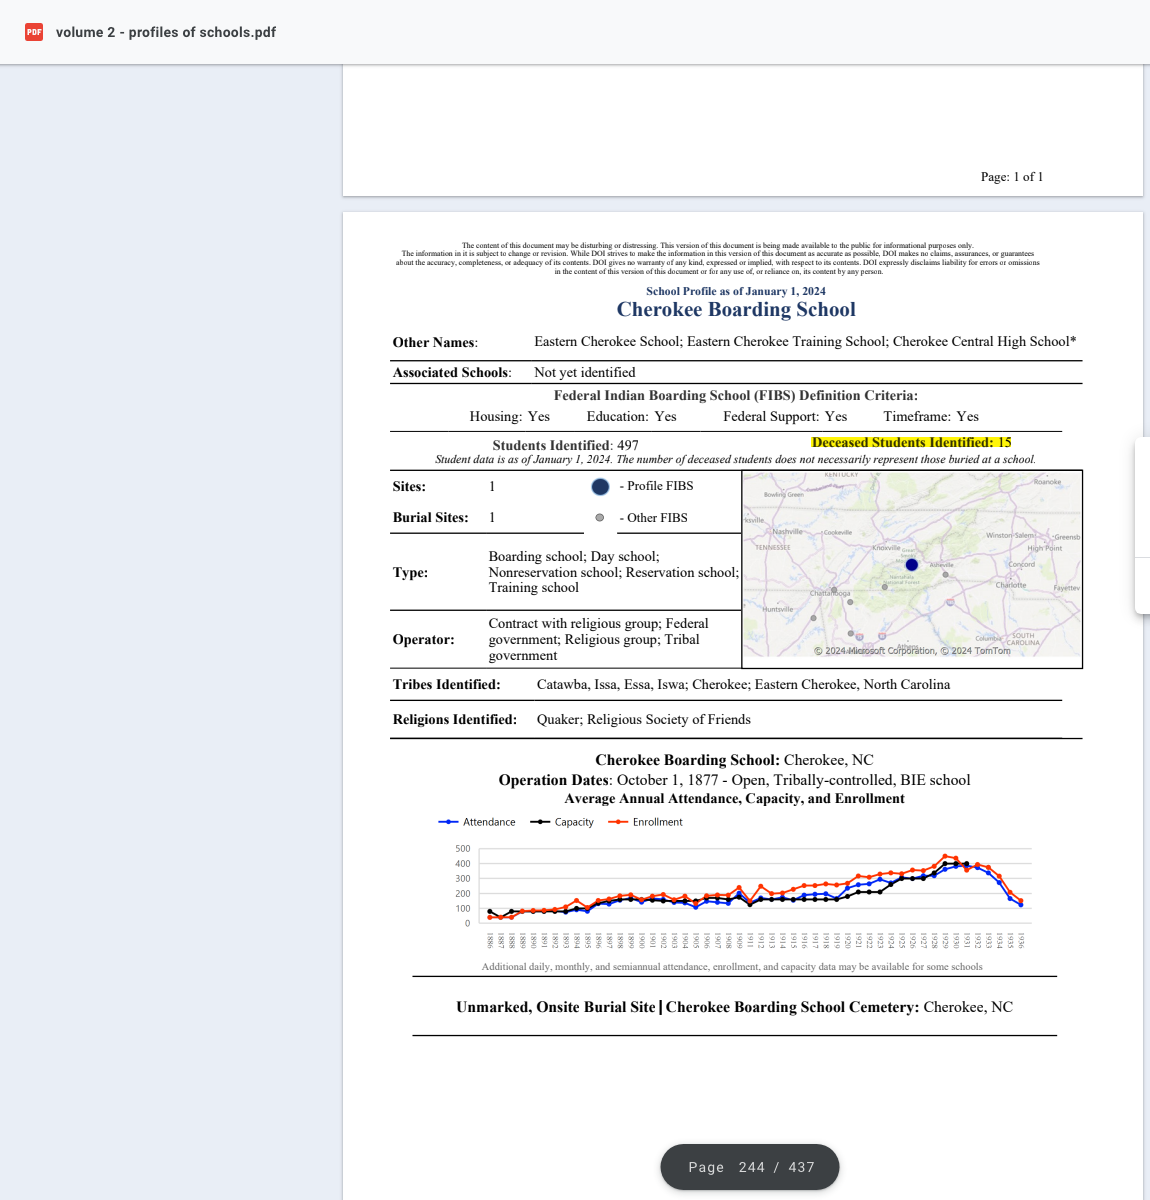 PDF volume 2 - profiles of schools.pdf
Page: 1 of 1
The content of this document may be disturbing or distressing. This version of this document is being made available to the public for informational purposes only.
The information in it is subject to change or revision. While DOI strives to make the information in this version of this document as accurate as possible, DOI makes no claims, assurances, or guarantees
about the accuracy, completeness, or adequacy of its contents. DOI gives no warranty of any kind, expressed or implied, with respect to its contents. DOI expressly disclaims liability for errors or omissions
in the content of this version of this document or for any use of, or reliance on, its content by any person.
School Profile as of January 1, 2024
Cherokee Boarding School
Other Names: Eastern Cherokee School; Eastern Cherokee Training School; Cherokee Central High School*
Associated Schools: Not yet identified
Federal Indian Boarding School (FIBS) Definition Criteria:
Housing: Yes Education: Yes Federal Support: Yes Timeframe: Yes
Students Identified: 497 Deceased Students Identified: 15
Student data is as of January 1, 2024. The number of deceased students does not necessarily represent those buried at a school.
Sites: 1 - Profile FIBS
Burial Sites: 1 - Other FIBS
Type: Boarding school; Day school;
Nonreservation school; Reservation school;
Training school
Operator: Contract with religious group; Federal
government; Religious group; Tribal
government
KENTUCKY
Roanoke
Bowling Green
ksville
Nashville
Cookeville
Winston-Salem
Greensb
TENNESSEE
Knoxville
High Point
Great
Asheville
Concord
Nantahala
National Forest
Charlotte
Fayettev
Chattanooga
Huntsville
Columbia
SOUTH
CAROLINA
Athens
© 2024 Microsoft Corporation, © 2024 TomTom
Tribes Identified: Catawba, Issa, Essa, Iswa; Cherokee; Eastern Cherokee, North Carolina
Religions Identified: Quaker; Religious Society of Friends
Cherokee Boarding School: Cherokee, NC
Operation Dates: October 1, 1877 - Open, Tribally-controlled, BIE school
Average Annual Attendance, Capacity, and Enrollment
Attendance Capacity Enrollment
500
400
300
200
100
0
1886 1887 1888 1889 1890 1891 1892 1893 1894 1895 1896 1897 1898 1899 1900 1901 1902 1903 1904 1905 1906 1907 1908 1909 1911 1912 1913 1914 1915 1916 1917 1918 1919 1920 1921 1922 1923 1924 1925 1926 1927 1928 1929 1930 1931 1932 1933 1934 1935 1936
Additional daily, monthly, and semiannual attendance, enrollment, and capacity data may be available for some schools
Unmarked, Onsite Burial Site | Cherokee Boarding School Cemetery: Cherokee, NC
Page 244 / 437